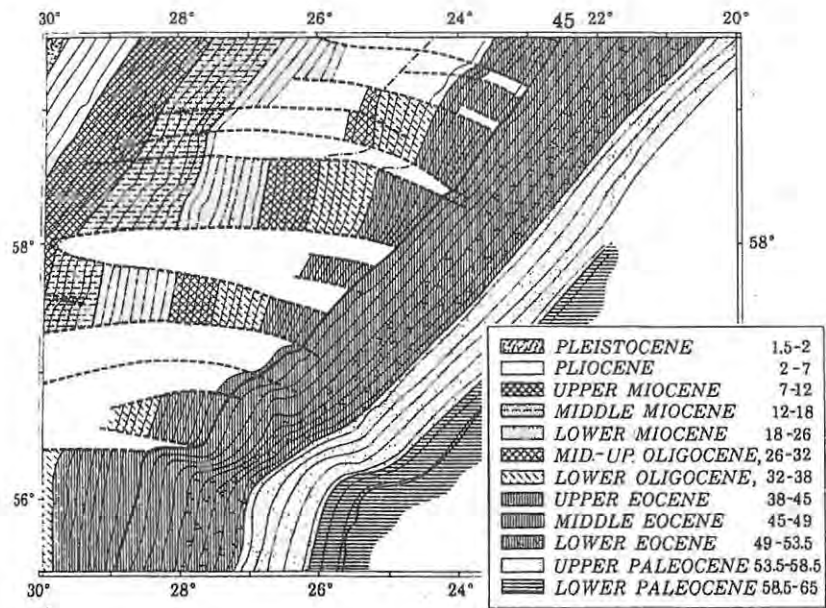 30° 28° 26° 24° 45 22° 20°
58° 58°
56°
30° 28° 26° 24°
PLEISTOCENE 1.5-2
PLIOCENE 2-7
UPPER MIOCENE 7-12
MIDDLE MIOCENE 12-18
LOWER MIOCENE 18-26
MID.-UP. OLIGOCENE, 26-32
LOWER OLIGOCENE, 32-38
UPPER EOCENE 38-45
MIDDLE EOCENE 45-49
LOWER EOCENE 49-53.5
UPPER PALEOCENE 53.5-58.5
LOWER PALEOCENE 58.5-65